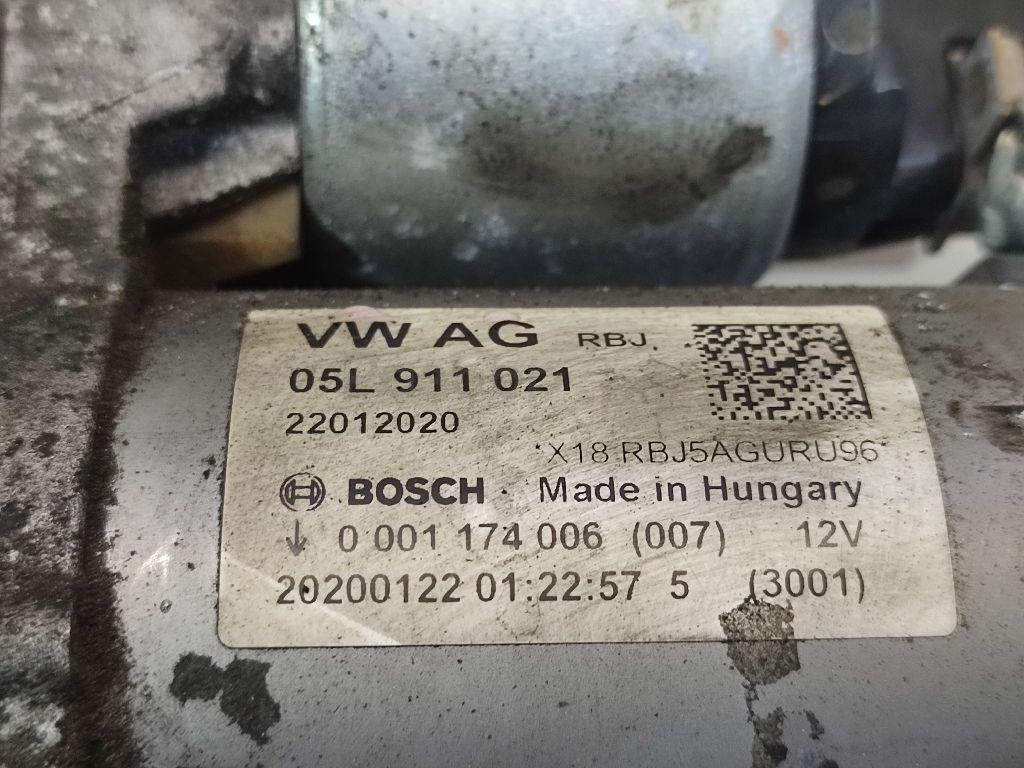 VW AG RBJ
05L 911 021
22012020
*X18 RBJ5AGURU96*
BOSCH Made in Hungary
↓ 0 001 174 006 (007) 12V
20200122 01:22:57 5 (3001)